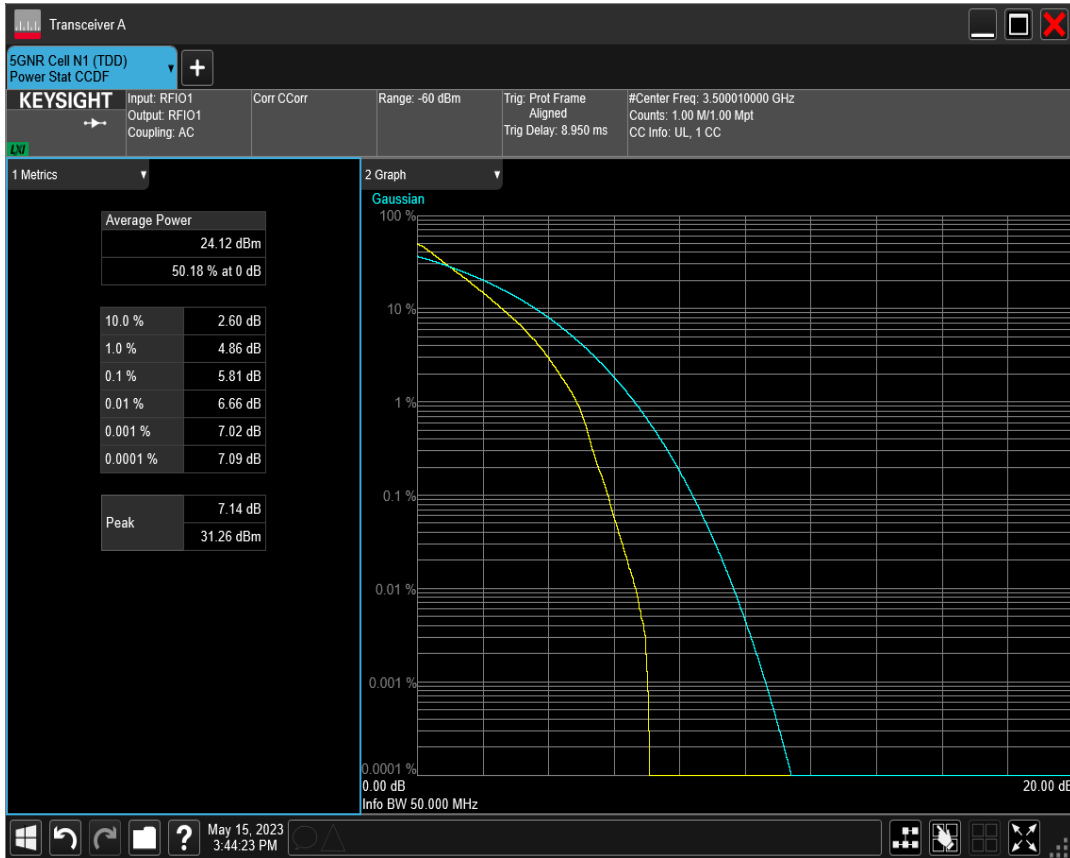 Transceiver A
5GNR Cell N1 (TDD)
Power Stat CCDF
+
KEYSIGHT
LXI
Input: RFIO1
Output: RFIO1
Coupling: AC
Corr CCorr
Range: -60 dBm
Trig: Prot Frame
Aligned
Trig Delay: 8.950 ms
#Center Freq: 3.500010000 GHz
Counts: 1.00 M/1.00 Mpt
CC Info: UL, 1 CC
1 Metrics
Average Power
24.12 dBm
50.18 % at 0 dB
10.0 % 2.60 dB
1.0 % 4.86 dB
0.1 % 5.81 dB
0.01 % 6.66 dB
0.001 % 7.02 dB
0.0001 % 7.09 dB
Peak
7.14 dB
31.26 dBm
2 Graph
Gaussian
100 %
10 %
1 %
0.1 %
0.01 %
0.001 %
0.0001 %
0.00 dB 20.00 dB
Info BW 50.000 MHz
?
May 15, 2023
3:44:23 PM